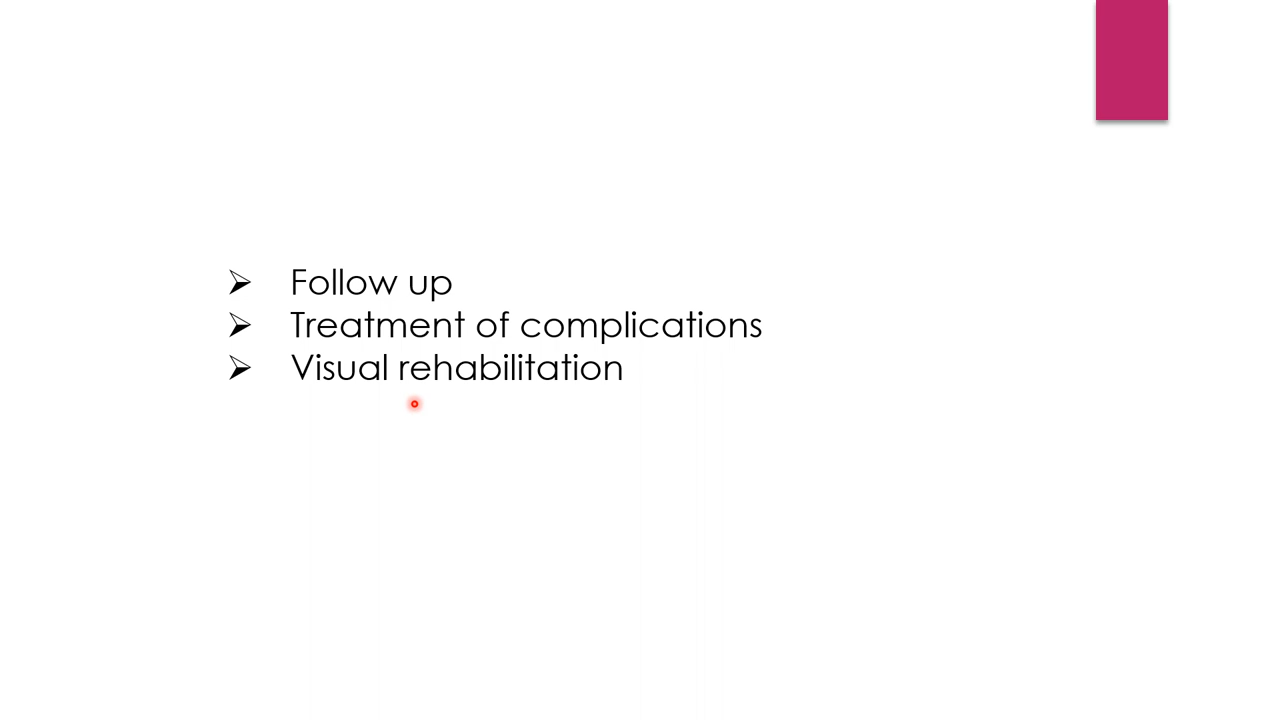 ➢ Follow up
➢ Treatment of complications
➢ Visual rehabilitation